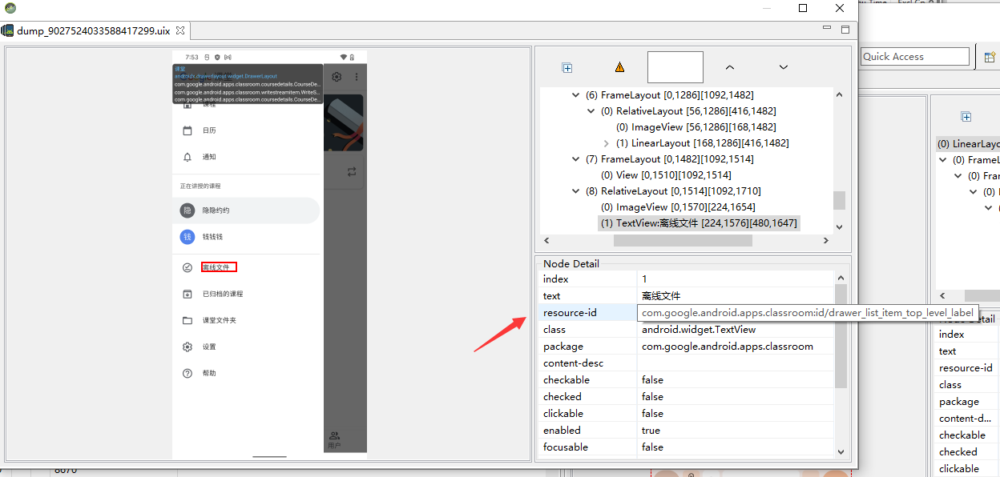 dump_9027524033588417299.uix
Quick Access
7:53
课堂
androidx.drawerlayout.widget.DrawerLayout
com.google.android.apps.classroom.coursedetails.CourseDe...
com.google.android.apps.classroom.writestreamitem.WriteS...
com.google.android.apps.classroom.coursedetails.CourseDe...
课程
日历
通知
正在讲授的课程
隐 隐隐约约
钱 钱钱钱
离线文件
已归档的课程
课堂文件夹
设置
帮助
用户
(6) FrameLayout [0,1286][1092,1482]
(0) RelativeLayout [56,1286][416,1482]
(0) ImageView [56,1286][168,1482]
(1) LinearLayout [168,1286][416,1482]
(7) FrameLayout [0,1482][1092,1514]
(0) View [0,1510][1092,1514]
(8) RelativeLayout [0,1514][1092,1710]
(0) ImageView [0,1570][224,1654]
(1) TextView:离线文件 [224,1576][480,1647]
Node Detail
index 1
text 离线文件
resource-id com.google.android.apps.classroom:id/drawer_list_item_top_level_label
class android.widget.TextView
package com.google.android.apps.classroom
content-desc
checkable false
checked false
clickable false
enabled true
focusable false
(0) LinearLayo
(0) FrameL
(0) Fra
(0)
Detail
index
text
resource-id
class
package
content-d...
checkable
checked
clickable
8670